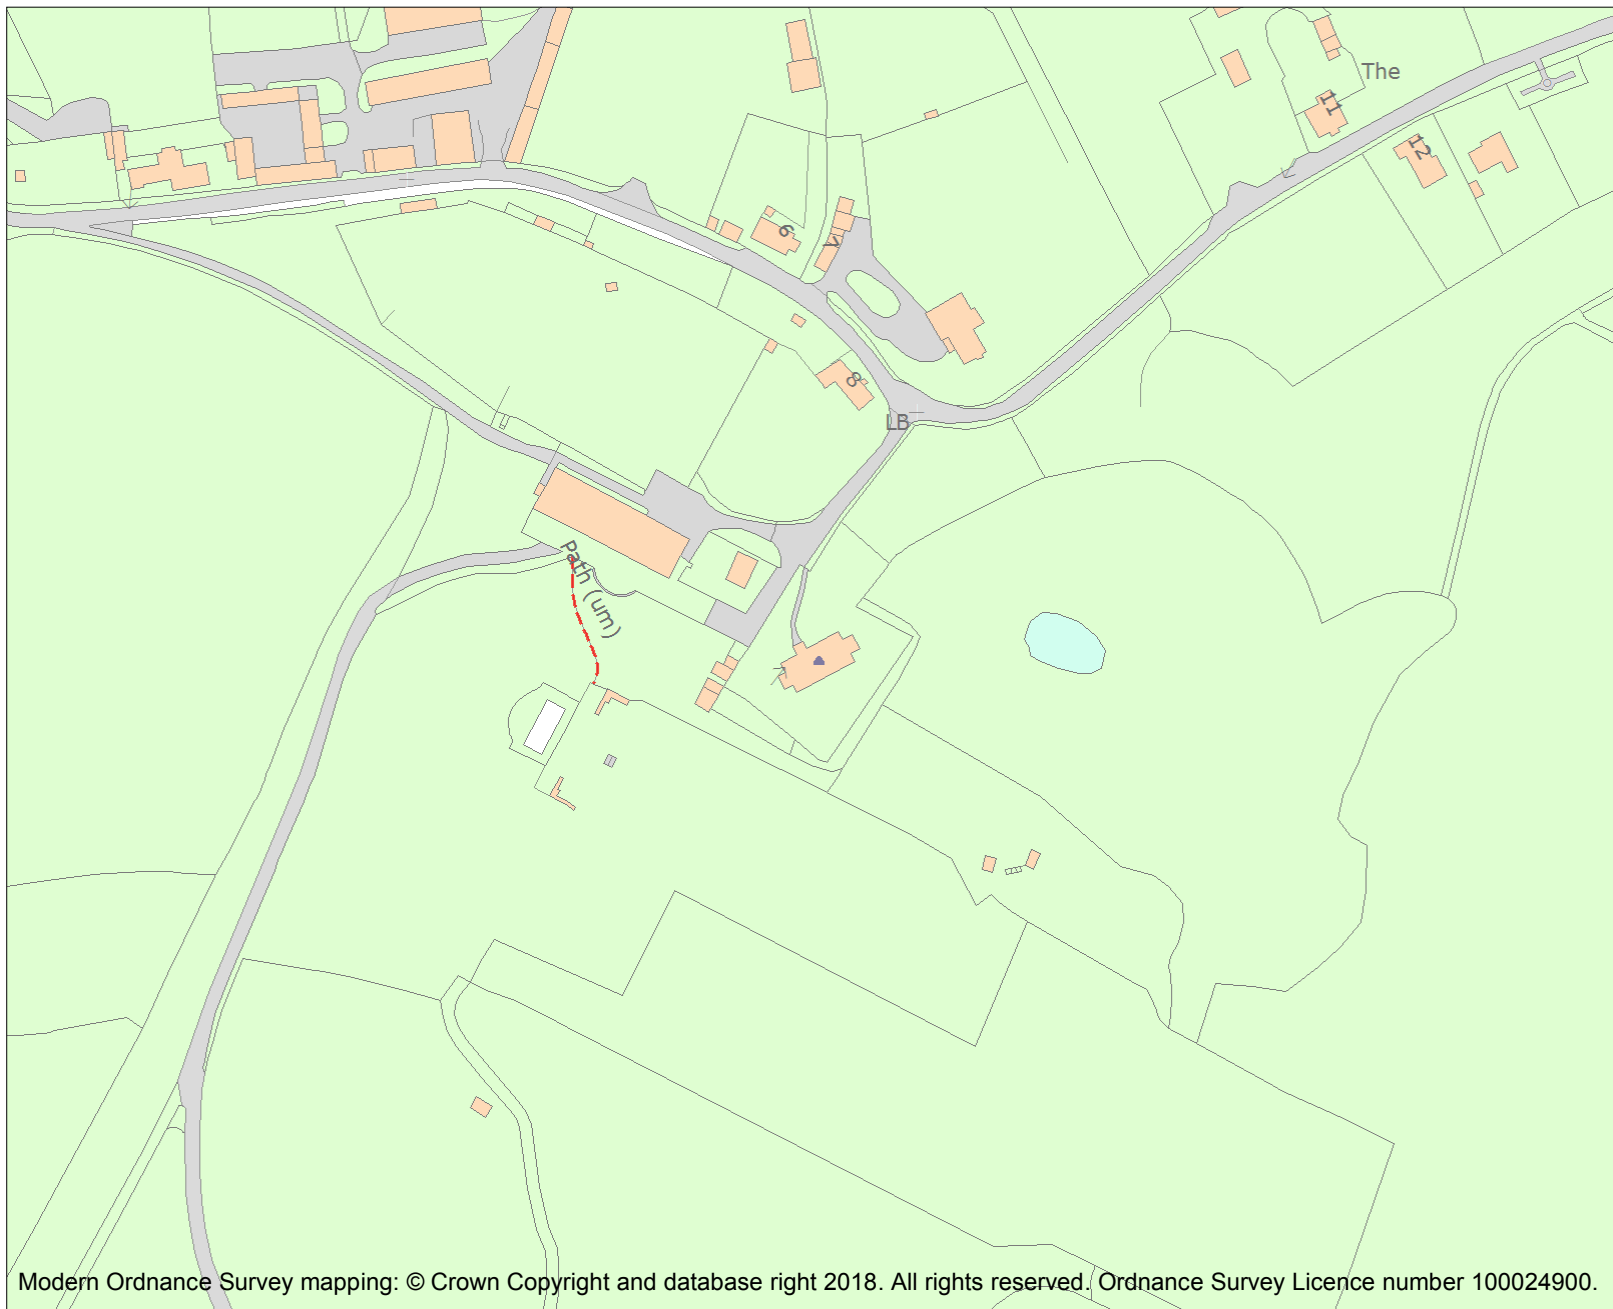 The
11
12
6
7
8
LB
Path (um)
Modern Ordnance Survey mapping: © Crown Copyright and database right 2018. All rights reserved. Ordnance Survey Licence number 100024900.